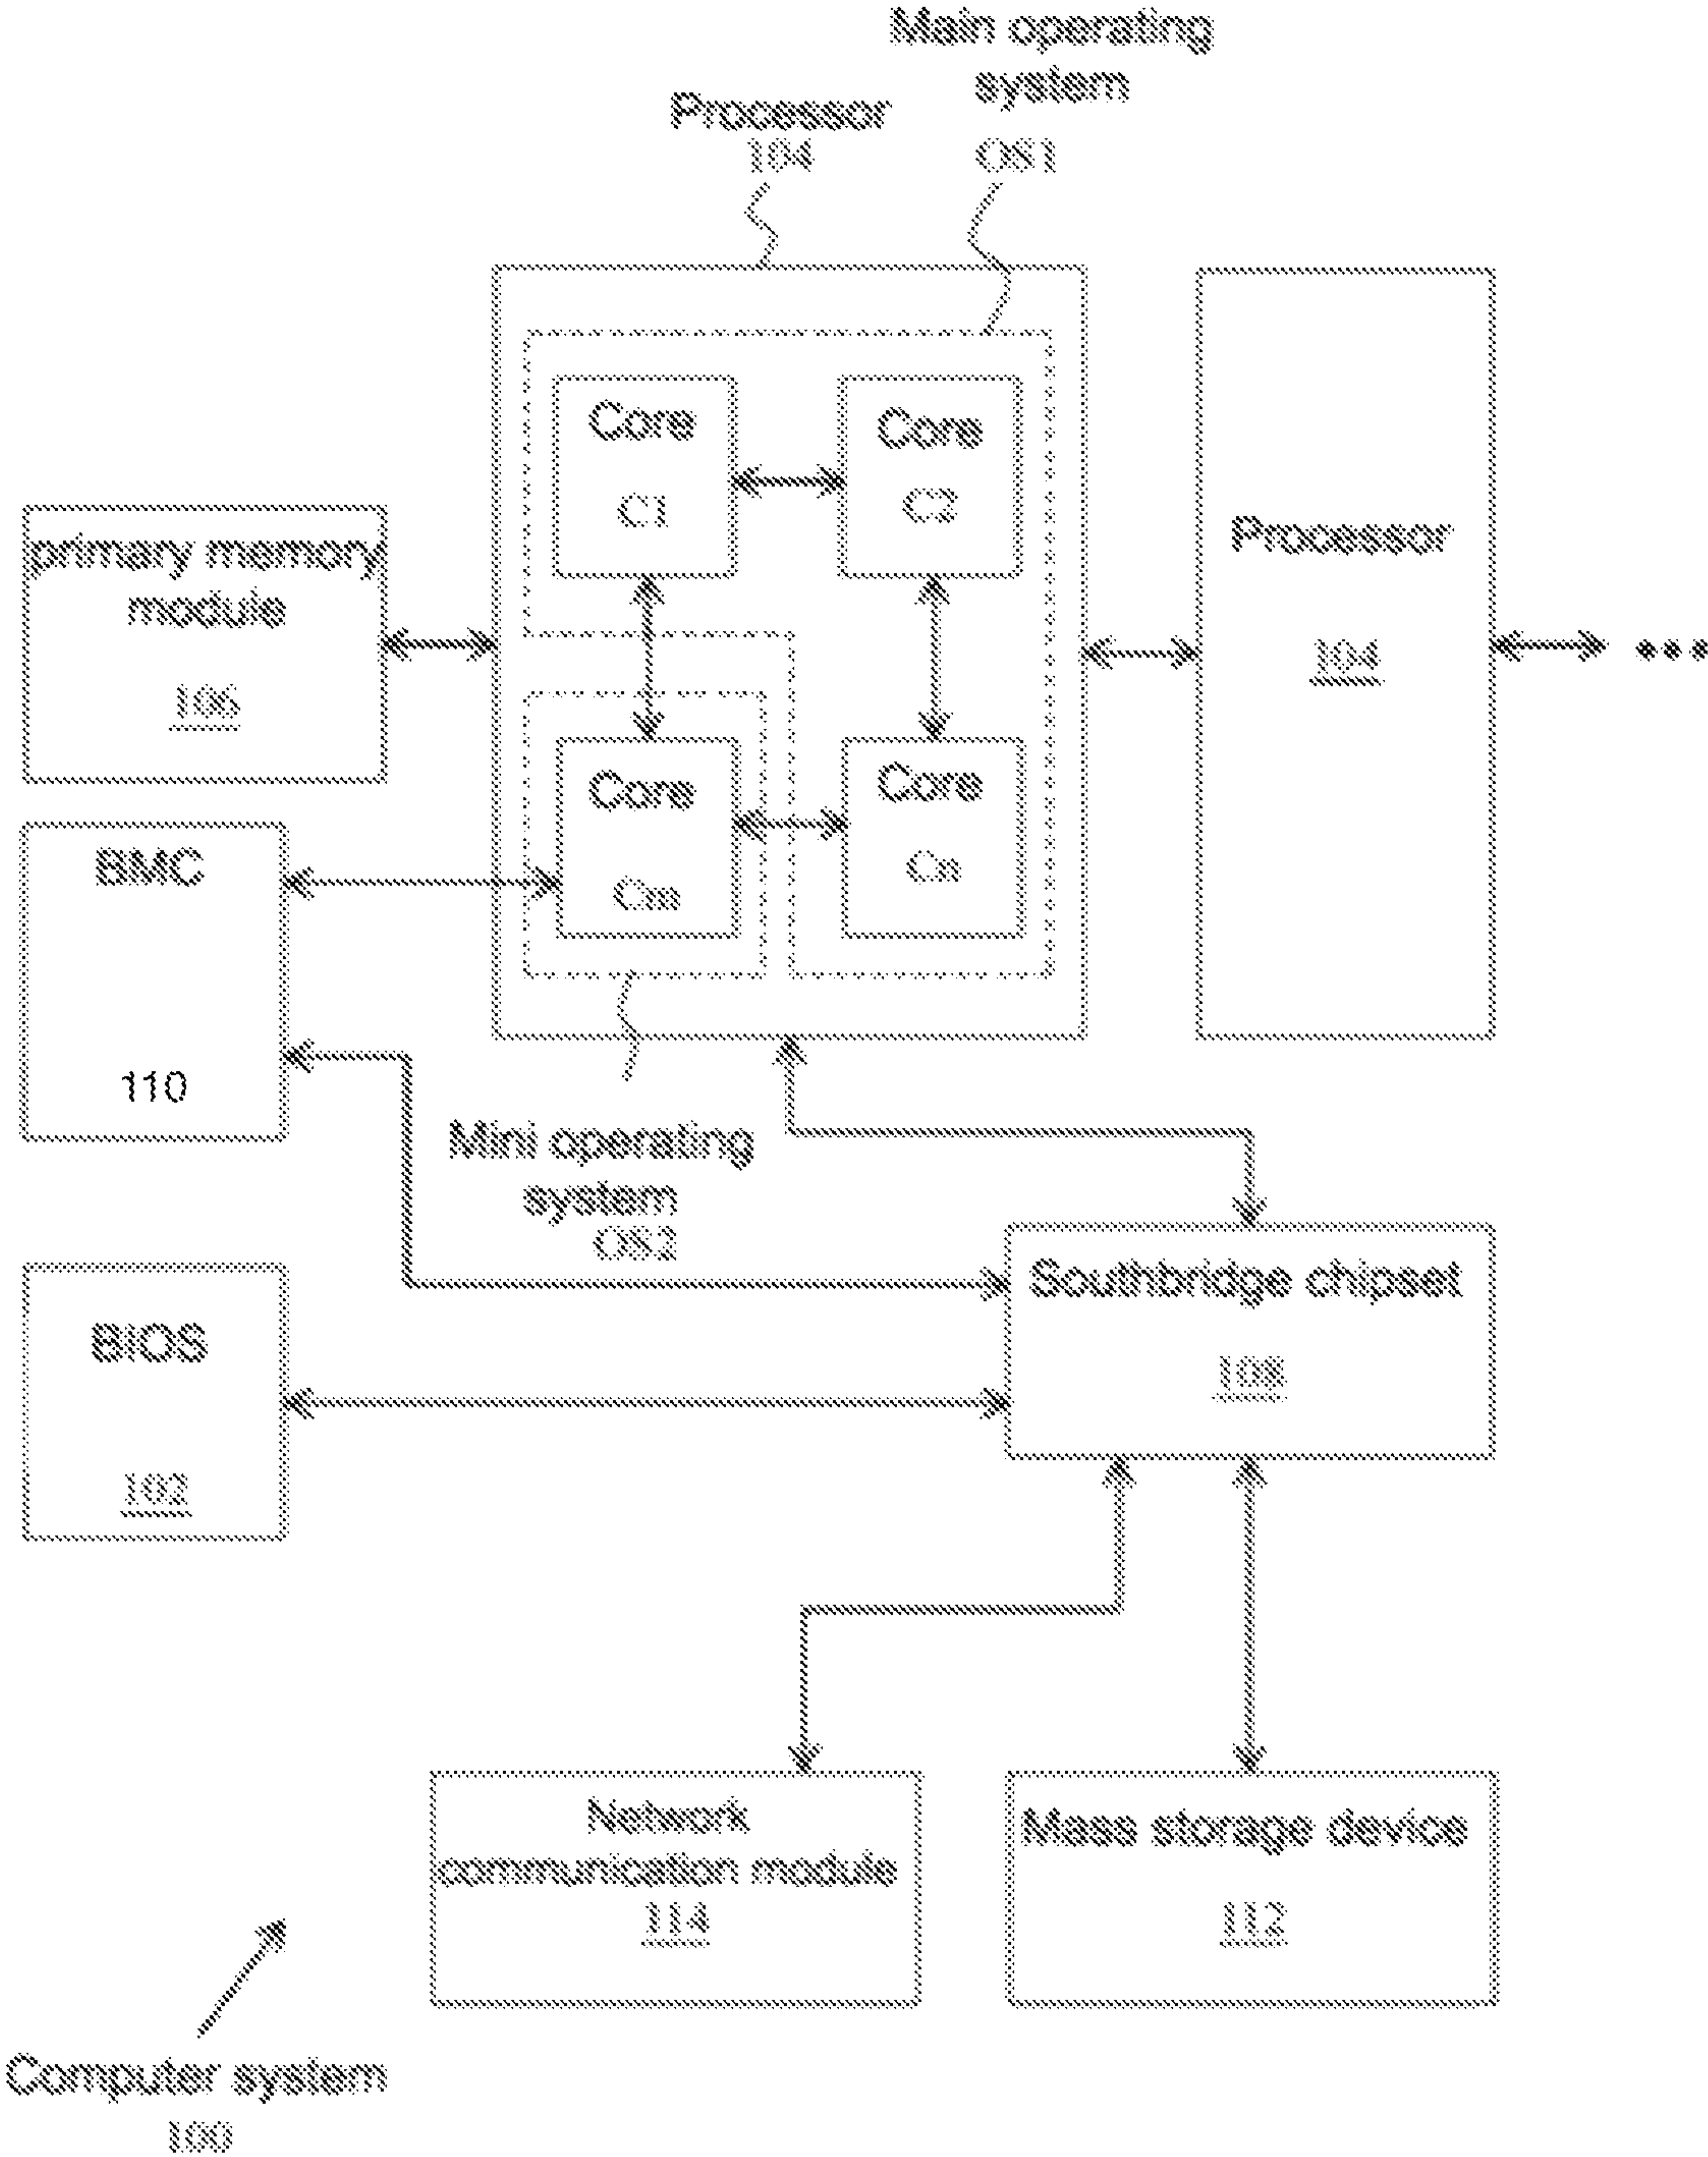 Main operating
system
OS1
Processor
104
Core
C1
Core
C2
primary memory
module
106
Processor
104
•••
Core
Cm
Core
Cn
BMC
110
Mini operating
system
OS2
Southbridge chipset
108
BIOS
102
Network
communication module
114
Mass storage device
112
Computer system
100